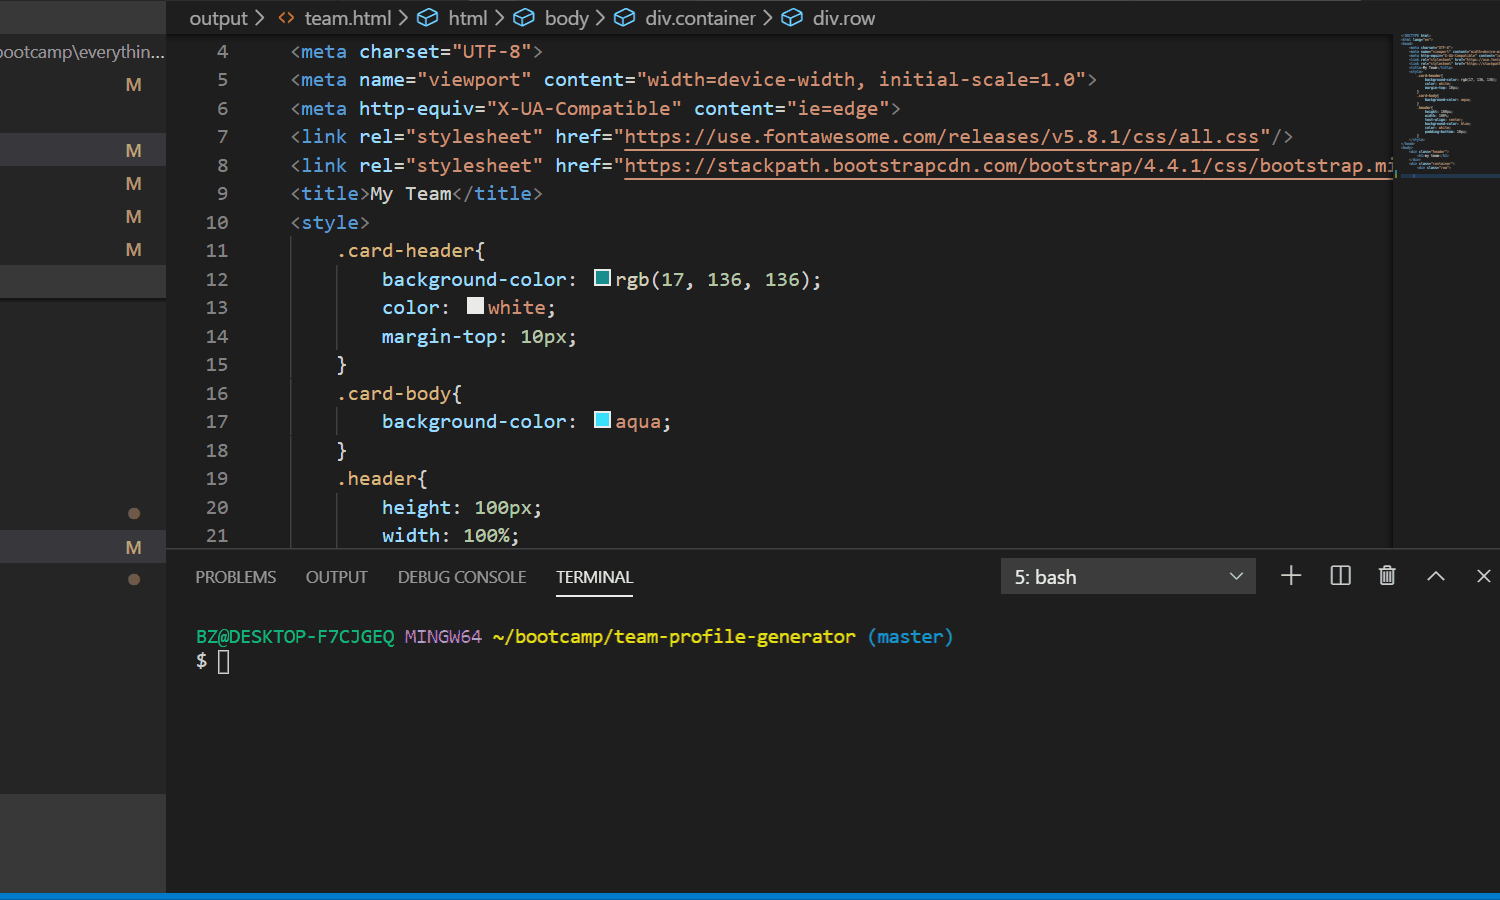 output > <> team.html > html > body > div.container > div.row
bootcamp\everythin...
M
M
M
M
M
M
4 <meta charset="UTF-8">
5 <meta name="viewport" content="width=device-width, initial-scale=1.0">
6 <meta http-equiv="X-UA-Compatible" content="ie=edge">
7 <link rel="stylesheet" href="https://use.fontawesome.com/releases/v5.8.1/css/all.css"/>
8 <link rel="stylesheet" href="https://stackpath.bootstrapcdn.com/bootstrap/4.4.1/css/bootstrap.mi
9 <title>My Team</title>
10 <style>
11 .card-header{
12 background-color: rgb(17, 136, 136);
13 color: white;
14 margin-top: 10px;
15 }
16 .card-body{
17 background-color: aqua;
18 }
19 .header{
20 height: 100px;
21 width: 100%;
PROBLEMS OUTPUT DEBUG CONSOLE TERMINAL 5: bash
BZ@DESKTOP-F7CJGEQ MINGW64 ~/bootcamp/team-profile-generator (master)
$